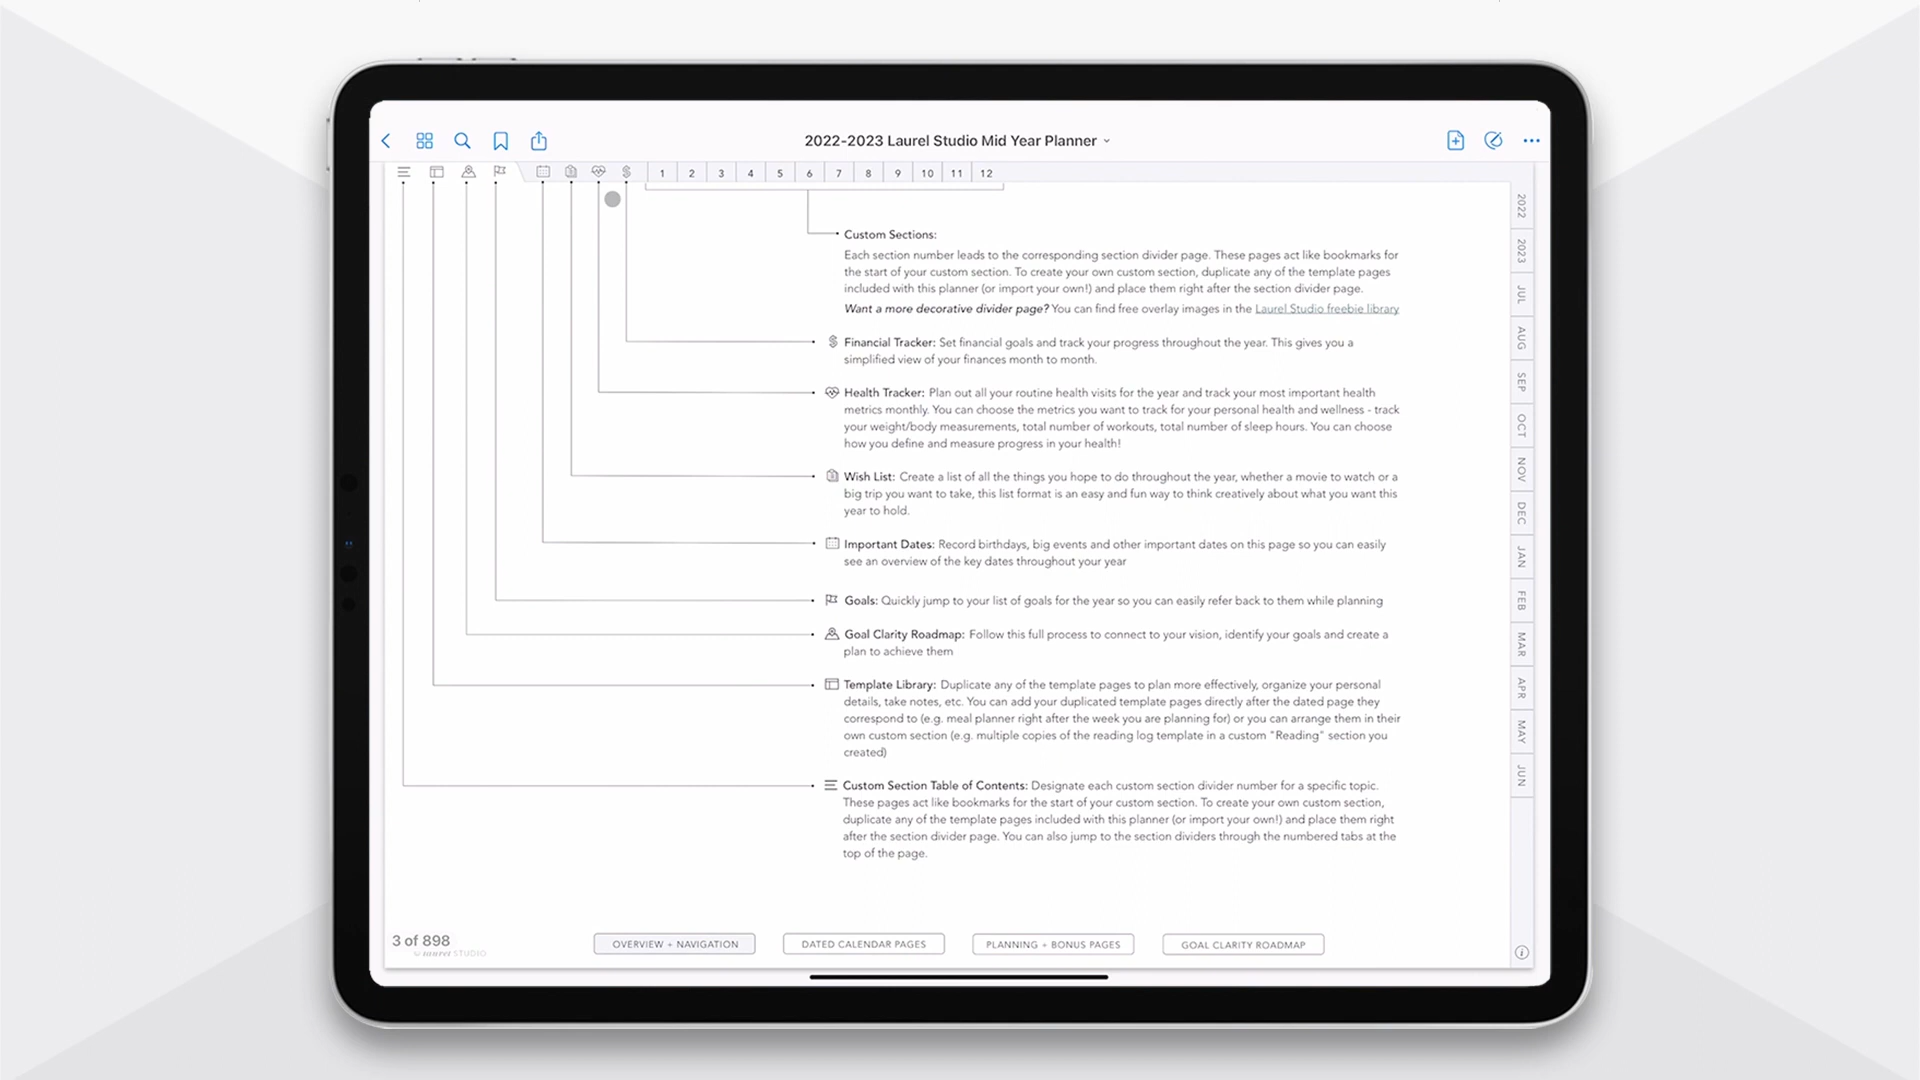 2022-2023 Laurel Studio Mid Year Planner
1 2 3 4 5 6 7 8 9 10 11 12
Custom Sections:
Each section number leads to the corresponding section divider page. These pages act like bookmarks for
the start of your custom section. To create your own custom section, duplicate any of the template pages
included with this planner (or import your own!) and place them right after the section divider page.
Want a more decorative divider page? You can find free overlay images in the Laurel Studio freebie library
Financial Tracker: Set financial goals and track your progress throughout the year. This gives you a
simplified view of your finances month to month.
Health Tracker: Plan out all your routine health visits for the year and track your most important health
metrics monthly. You can choose the metrics you want to track for your personal health and wellness - track
your weight/body measurements, total number of workouts, total number of sleep hours. You can choose
how you define and measure progress in your health!
Wish List: Create a list of all the things you hope to do throughout the year, whether a movie to watch or a
big trip you want to take, this list format is an easy and fun way to think creatively about what you want this
year to hold.
Important Dates: Record birthdays, big events and other important dates on this page so you can easily
see an overview of the key dates throughout your year
Goals: Quickly jump to your list of goals for the year so you can easily refer back to them while planning
Goal Clarity Roadmap: Follow this full process to connect to your vision, identify your goals and create a
plan to achieve them
Template Library: Duplicate any of the template pages to plan more effectively, organize your personal
details, take notes, etc. You can add your duplicated template pages directly after the dated page they
correspond to (e.g. meal planner right after the week you are planning for) or you can arrange them in their
own custom section (e.g. multiple copies of the reading log template in a custom "Reading" section you
created)
Custom Section Table of Contents: Designate each custom section divider number for a specific topic.
These pages act like bookmarks for the start of your custom section. To create your own custom section,
duplicate any of the template pages included with this planner (or import your own!) and place them right
after the section divider page. You can also jump to the section dividers through the numbered tabs at the
top of the page.
2022
2023
JUL
AUG
SEP
OCT
NOV
DEC
JAN
FEB
MAR
APR
MAY
JUN
3 of 898
© laurel STUDIO
OVERVIEW + NAVIGATION
DATED CALENDAR PAGES
PLANNING + BONUS PAGES
GOAL CLARITY ROADMAP